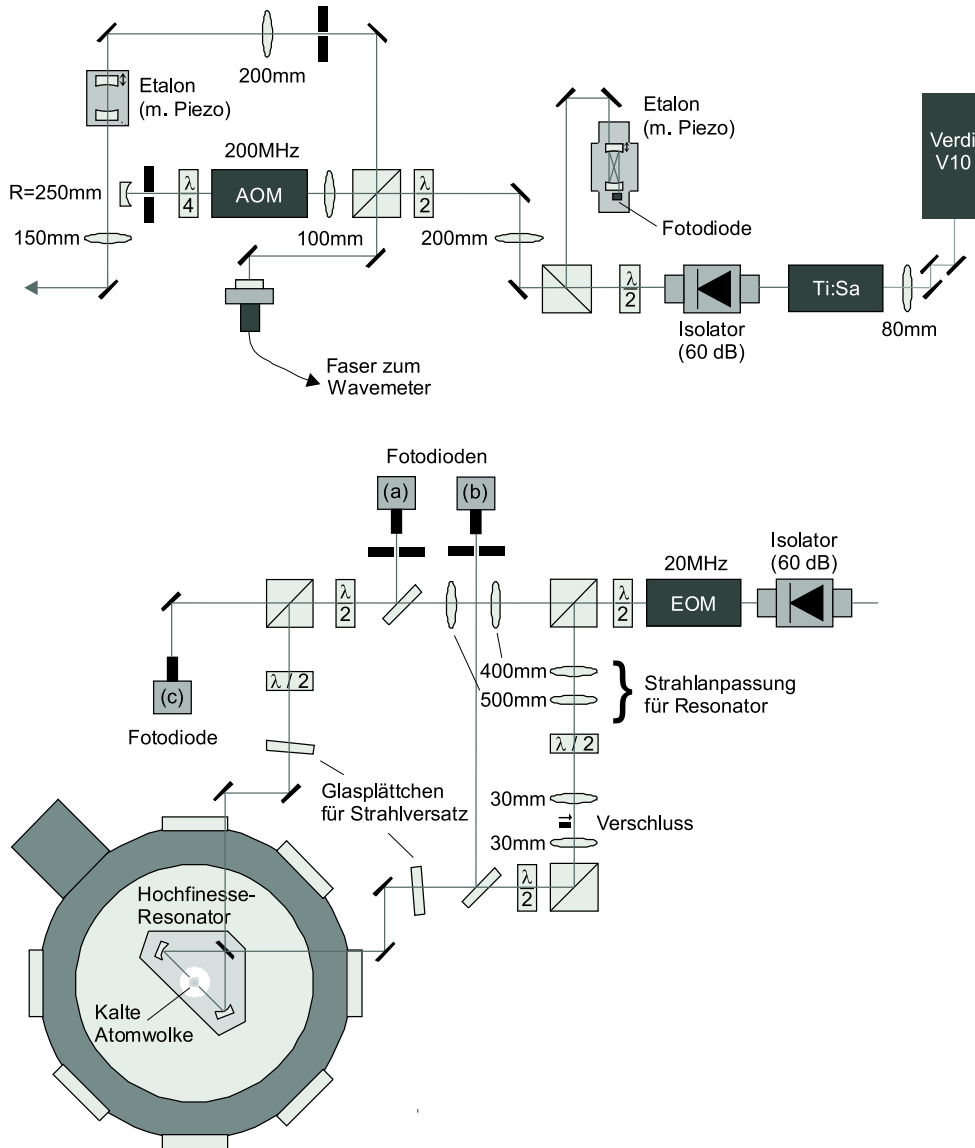 200mm
Etalon
(m. Piezo)
Etalon
(m. Piezo)
Verdi
V10
200MHz
R=250mm
λ
4
AOM
λ
2
Fotodiode
150mm
100mm
200mm
λ
2
Ti:Sa
Isolator
(60 dB)
80mm
Faser zum
Wavemeter
Fotodioden
(a)
(b)
Isolator
(60 dB)
20MHz
λ
2
λ
2
EOM
400mm
500mm
Strahlanpassung
für Resonator
λ / 2
(c)
Fotodiode
λ / 2
Glasplättchen
für Strahlversatz
30mm
Verschluss
30mm
λ
2
Hochfinesse-
Resonator
Kalte
Atomwolke